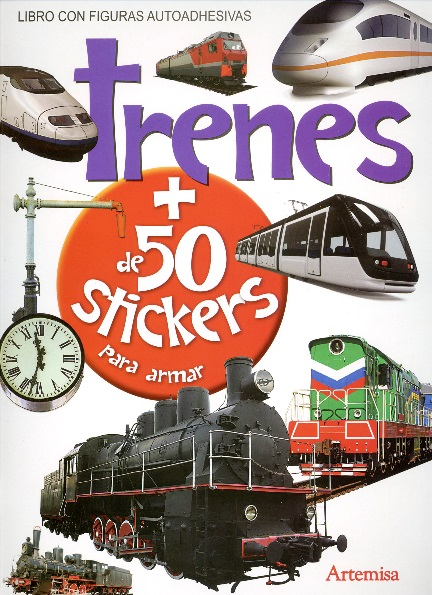 LIBRO CON FIGURAS AUTOADHESIVAS
trenes
+
de 50
stickers
para armar
Artemisa